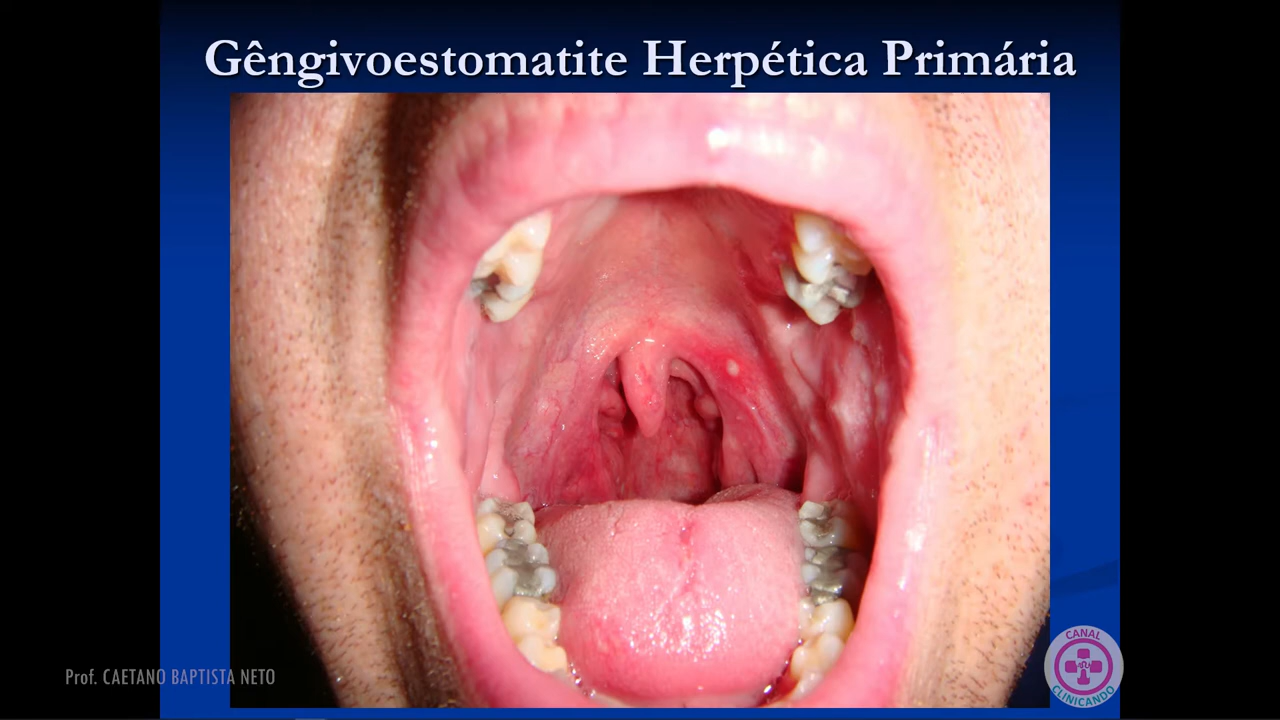 Gêngivoestomatite Herpética Primária
Prof. CAETANO BAPTISTA NETO
CANAL
CLINICANDO